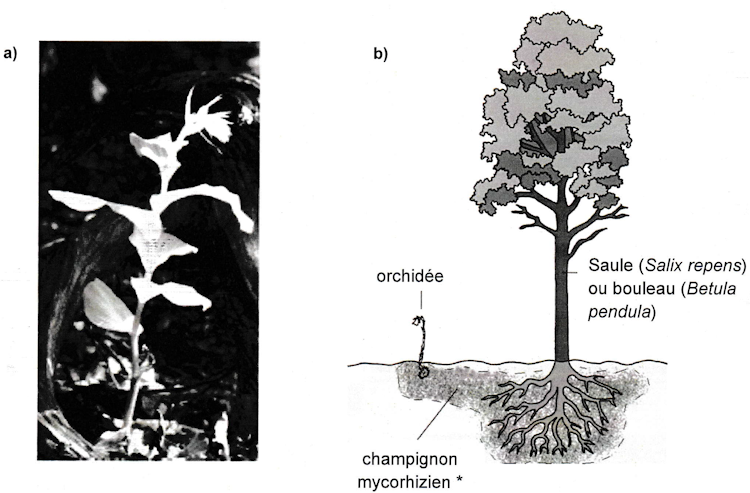 a)
b)
orchidée
Saule (Salix repens)
ou bouleau (Betula
pendula)
champignon
mycorhizien *